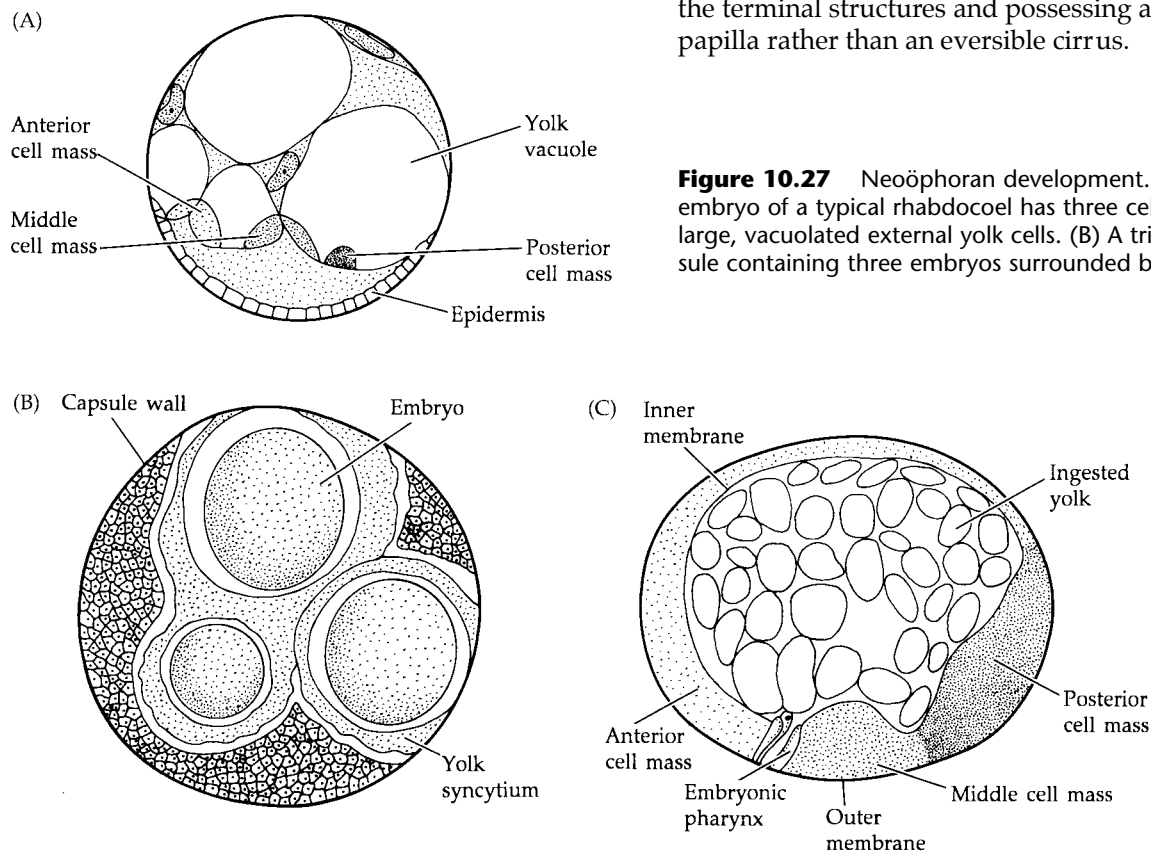 the terminal structures and possessing a
papilla rather than an eversible cirrus.
Figure 10.27 Neoöphoran development.
embryo of a typical rhabdocoel has three cel
large, vacuolated external yolk cells. (B) A tri
sule containing three embryos surrounded b
(A)
Anterior
cell mass
Middle
cell mass
Yolk
vacuole
Posterior
cell mass
Epidermis
(B) Capsule wall
Embryo
Yolk
syncytium
(C) Inner
membrane
Ingested
yolk
Posterior
cell mass
Anterior
cell mass
Embryonic
pharynx
Outer
membrane
Middle cell mass